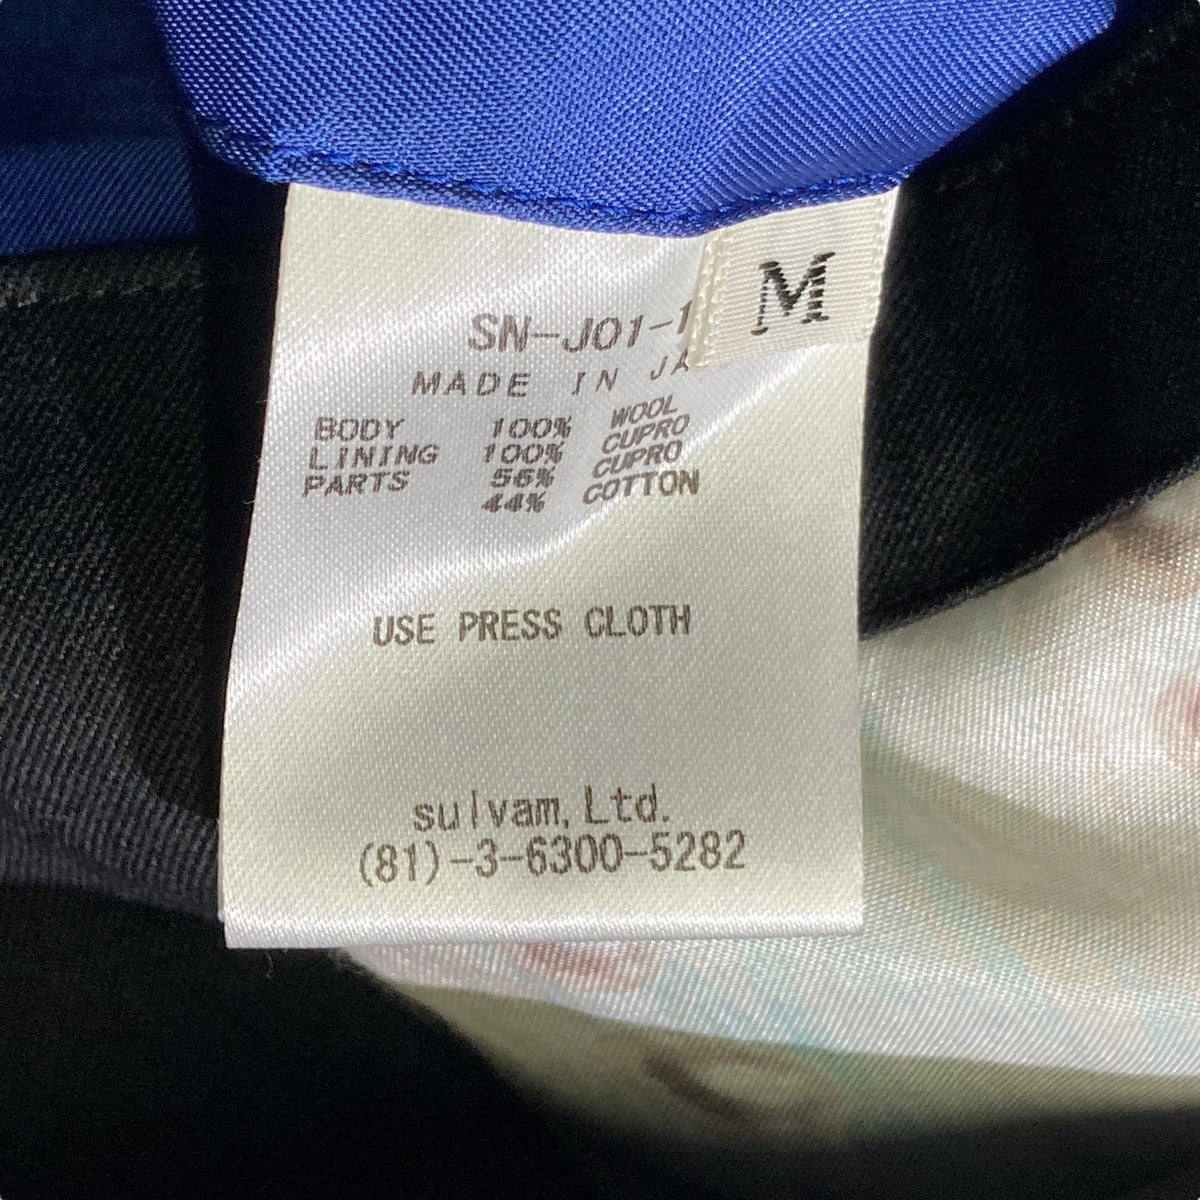 M
SN-J01-1
MADE IN JA
BODY 100% WOOL
LINING 100% CUPRO
PARTS 56% CUPRO
44% COTTON
USE PRESS CLOTH
sulvam, Ltd.
(81)-3-6300-5282